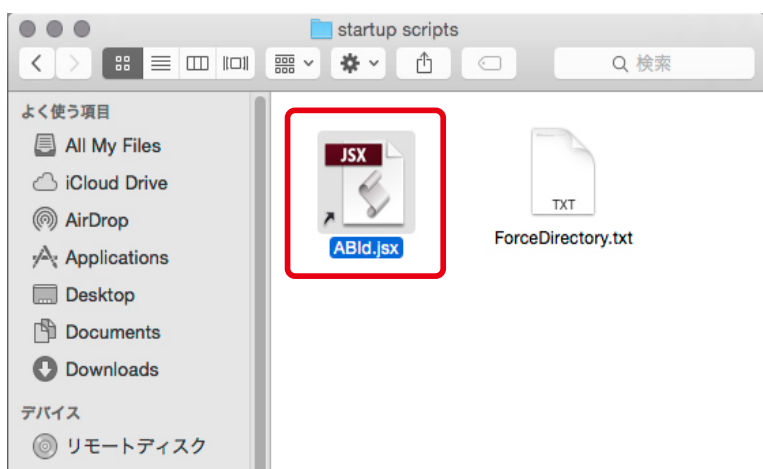 startup scripts
検索
よく使う項目
All My Files
iCloud Drive
AirDrop
Applications
Desktop
Documents
Downloads
デバイス
リモートディスク
JSX
ABId.jsx
TXT
ForceDirectory.txt